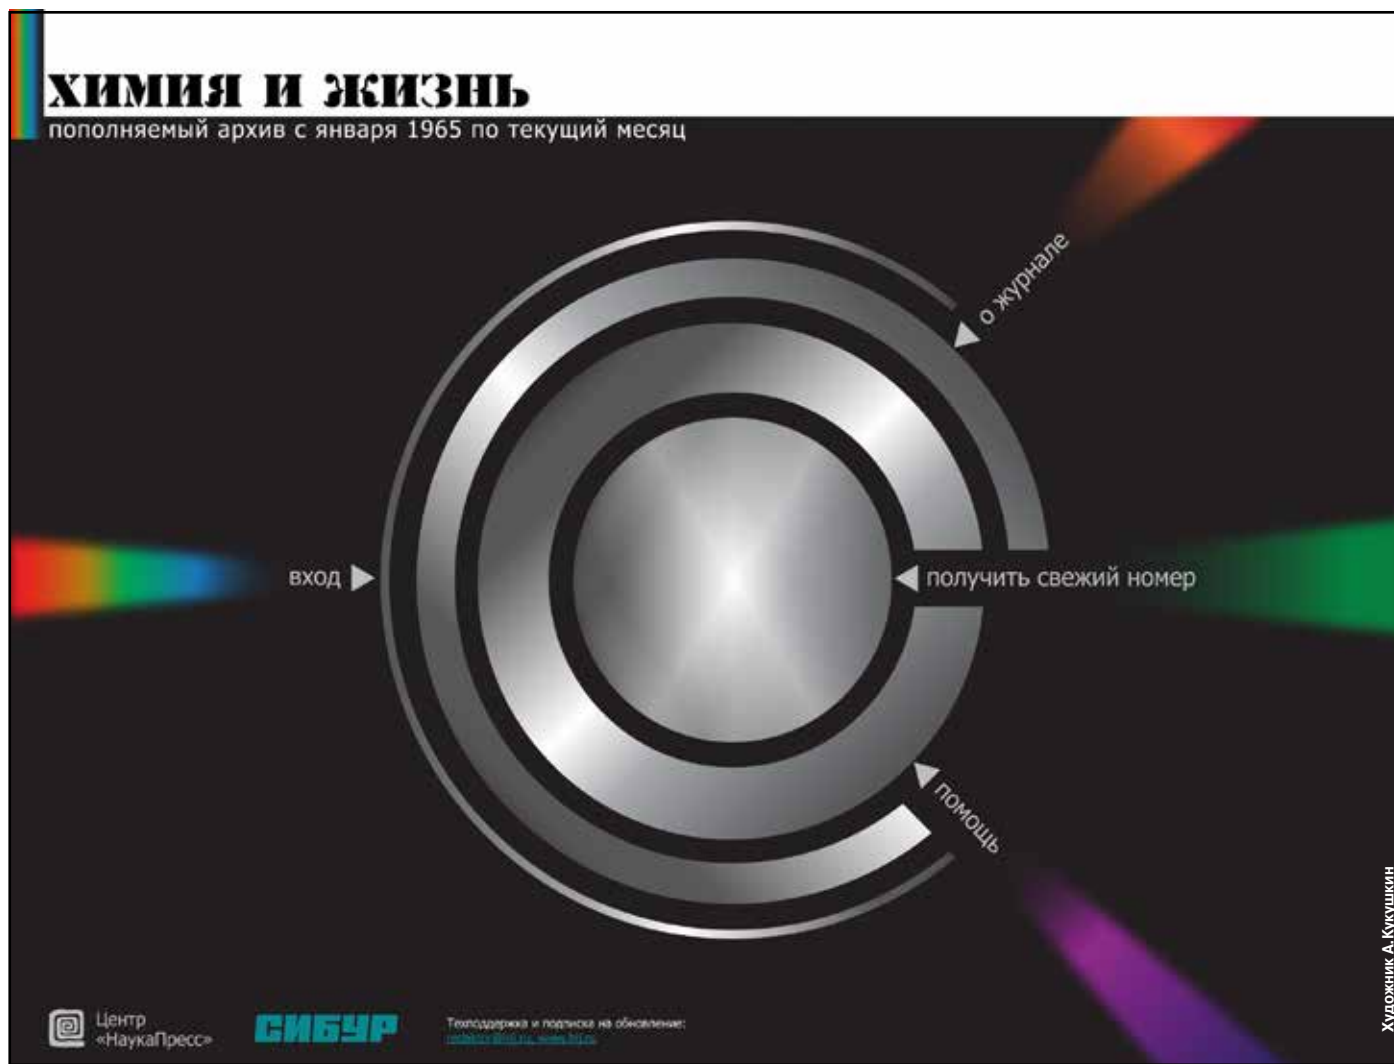 ХИМИЯ И ЖИЗНЬ
пополняемый архив с января 1965 по текущий месяц
о журнале
вход
получить свежий номер
помощь
Центр
«НаукаПресс»
СИБУР
Техподдержка и подписка на обновление:
Художник А.Кукушкин